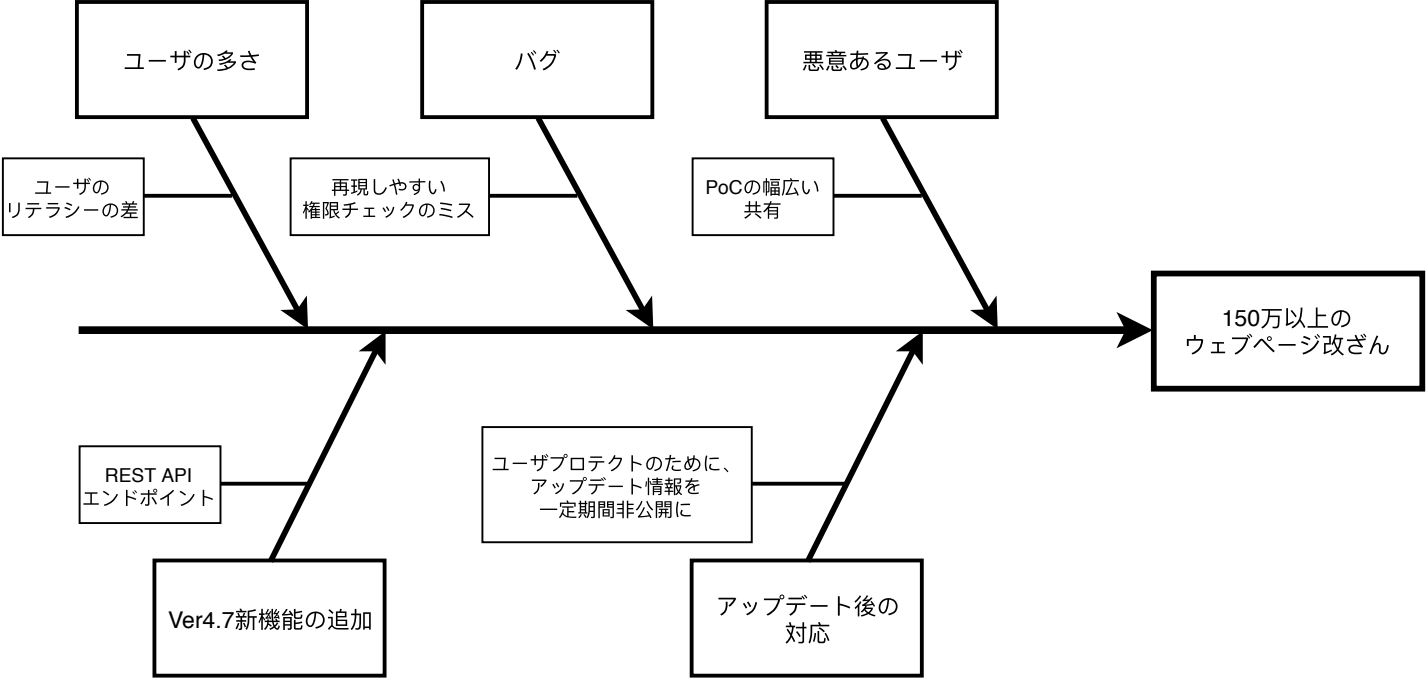 ユーザの多さ
バグ
悪意あるユーザ
ユーザの
リテラシーの差
再現しやすい
権限チェックのミス
PoCの幅広い
共有
150万以上の
ウェブページ改ざん
REST API
エンドポイント
ユーザプロテクトのために、
アップデート情報を
一定期間非公開に
Ver4.7新機能の追加
アップデート後の
対応